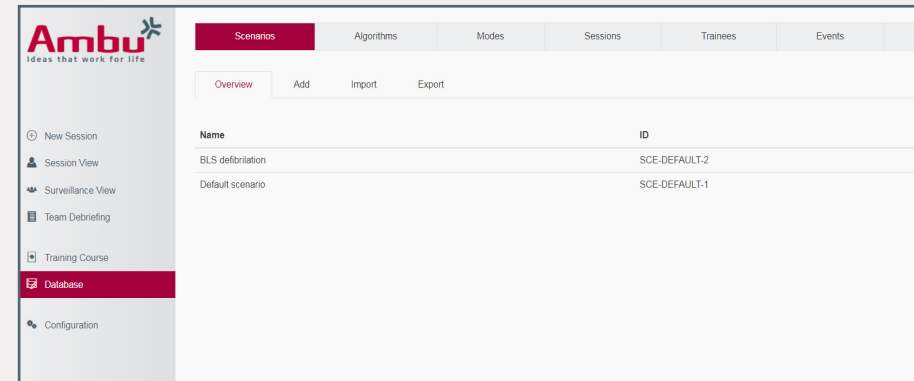 Ambu
Ideas that work for life
Scenarios Algorithms Modes Sessions Trainees Events
Overview Add Import Export
New Session
Session View
Surveillance View
Team Debriefing
Training Course
Database
Configuration
Name ID
BLS defibrilation SCE-DEFAULT-2
Default scenario SCE-DEFAULT-1